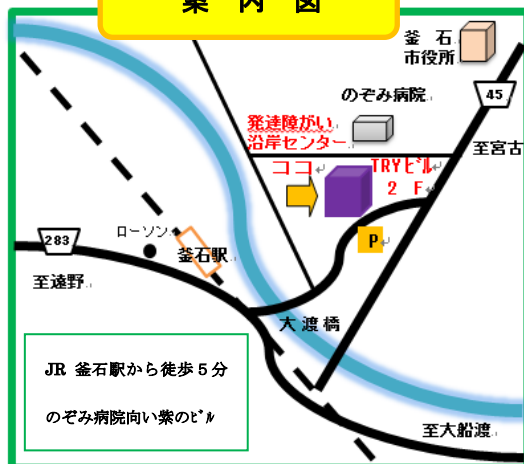 案 内 図
釜 石
市役所
のぞみ病院
45
発達障がい
沿岸センター
至宮古
ココ
TRYビル
2 F
P
283
ローソン
釜石駅
至遠野
大 渡 橋
JR 釜石駅から徒歩５分
のぞみ病院向い紫のビル
至大船渡